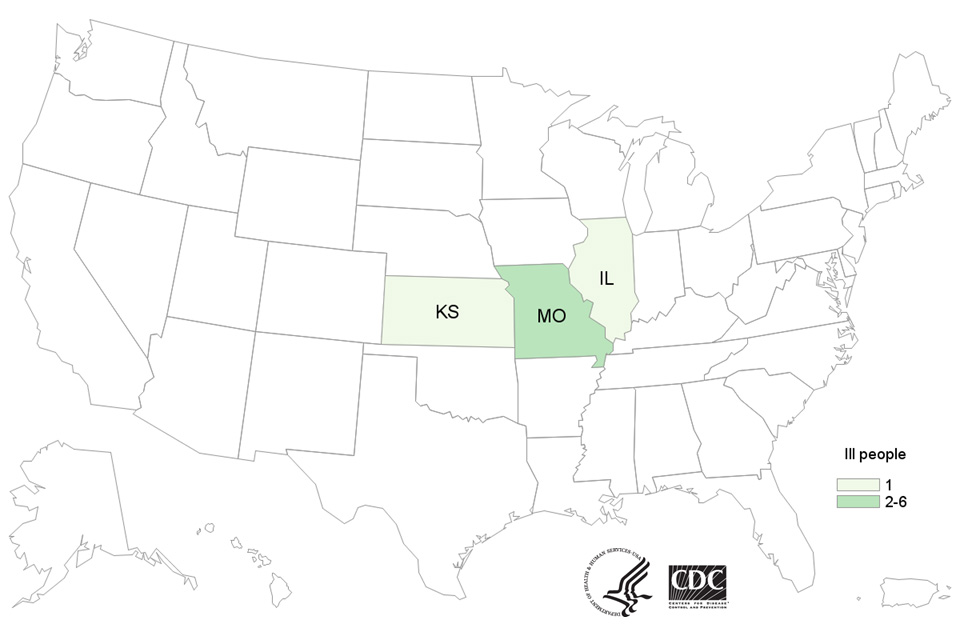 IL
KS
MO
Ill people
1
2-6
DEPARTMENT OF HEALTH & HUMAN SERVICES • USA
CDC
CENTERS FOR DISEASE
CONTROL AND PREVENTION